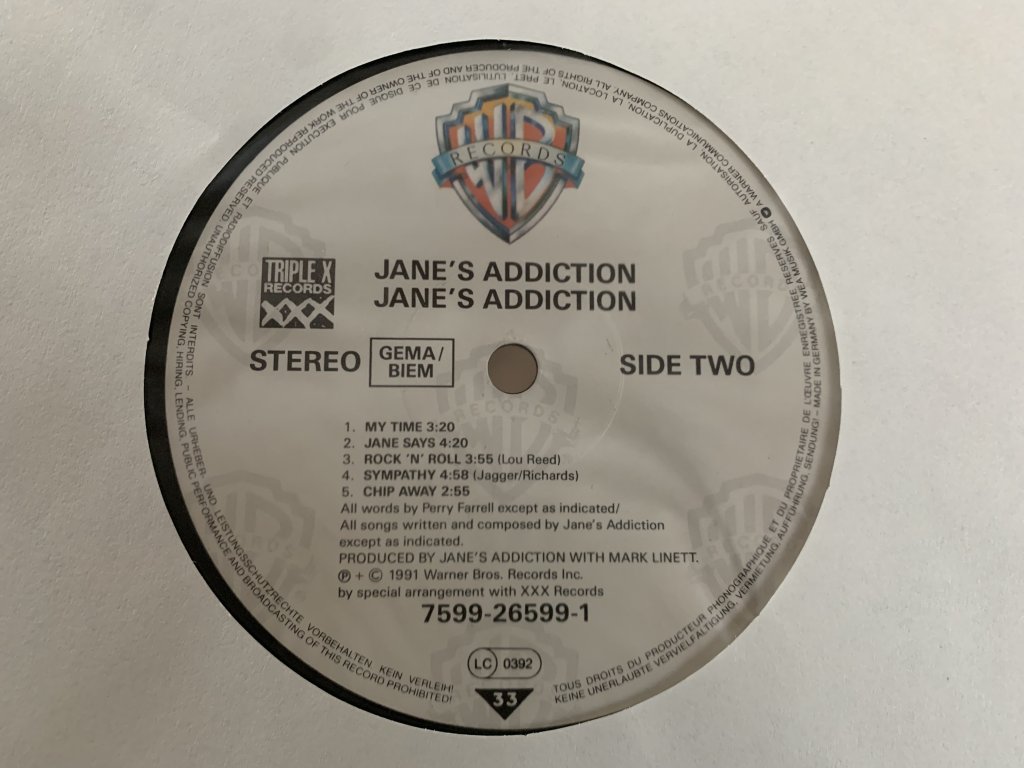 RECORDS
TRIPLE X
RECORDS
XXX
JANE'S ADDICTION
JANE'S ADDICTION
STEREO
GEMA/
BIEM
SIDE TWO
1. MY TIME 3:20
2. JANE SAYS 4:20
3. ROCK 'N' ROLL 3:55 (Lou Reed)
4. SYMPATHY 4:58 (Jagger/Richards)
5. CHIP AWAY 2:55
All words by Perry Farrell except as indicated/
All songs written and composed by Jane's Addiction
except as indicated.
PRODUCED BY JANE'S ADDICTION WITH MARK LINETT.
℗ + © 1991 Warner Bros. Records Inc.
by special arrangement with XXX Records
7599-26599-1
LC 0392
33
TOUS DROITS DU PRODUCTEUR PHONOGRAPHIQUE ET DU PROPRIETAIRE DE L'ŒUVRE ENREGISTREE RESERVES SAUF AUTORISATION, LA DUPLICATION, LA LOCATION, LE PRET, L'UTILISATION DE CE DISQUE POUR EXECUTION PUBLIQUE ET RADIODIFFUSION SONT INTERDITS. – ALLE URHEBER- UND LEISTUNGSSCHUTZRECHTE VORBEHALTEN. KEIN VERLEIH!
KEINE UNERLAUBTE VERVIELFÄLTIGUNG, VERMIETUNG, AUFFÜHRUNG, SENDUNG! – MADE IN GERMANY BY WEA MUSIK GMBH A WARNER COMMUNICATIONS COMPANY. ALL RIGHTS OF THE PRODUCER AND OF THE OWNER OF THE WORK REPRODUCED RESERVED. UNAUTHORIZED COPYING, HIRING, LENDING, PUBLIC PERFORMANCE AND BROADCASTING OF THIS RECORD PROHIBITED!